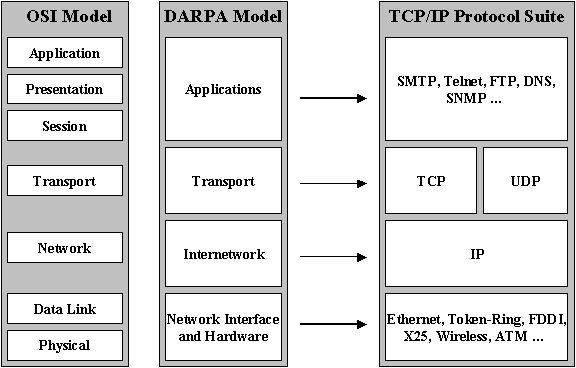 OSI Model
Application
Presentation
Session
Transport
Network
Data Link
Physical
DARPA Model
Applications
Transport
Internetwork
Network Interface
and Hardware
TCP/IP Protocol Suite
SMTP, Telnet, FTP, DNS,
SNMP ...
TCP
UDP
IP
Ethernet, Token-Ring, FDDI,
X25, Wireless, ATM ...